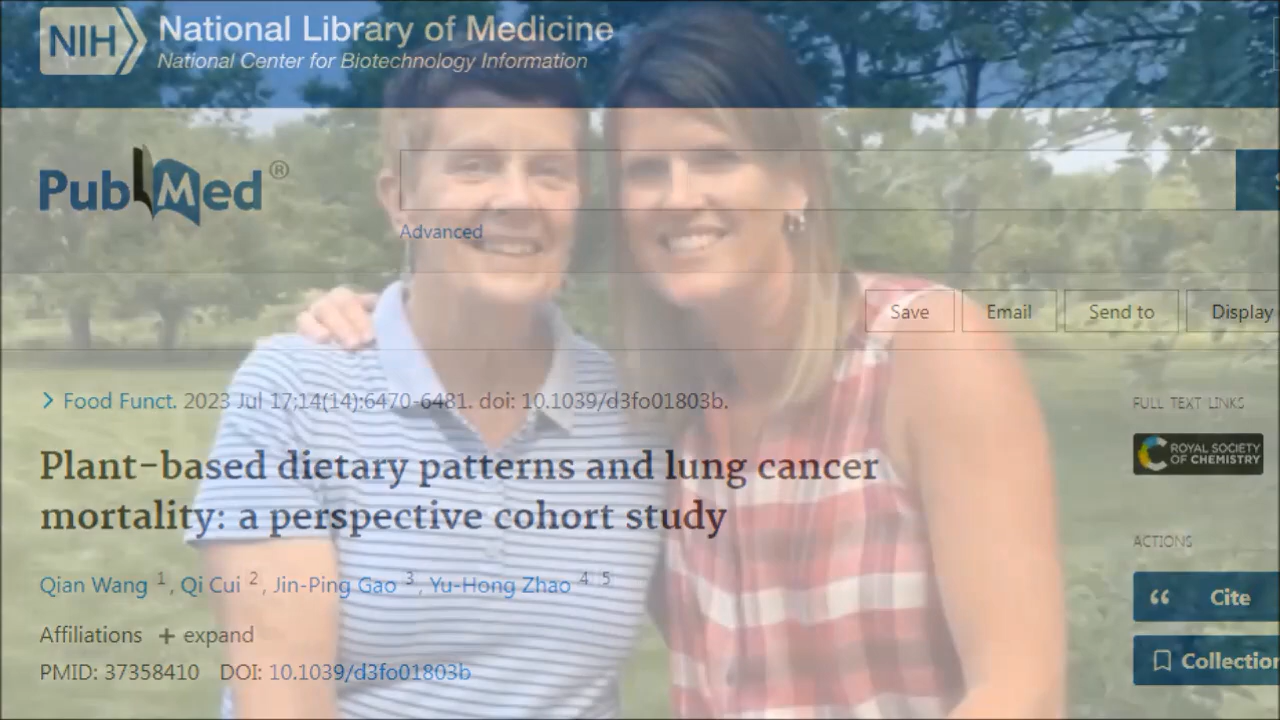 NIH National Library of Medicine
National Center for Biotechnology Information
PubMed®
Advanced
Save Email Send to Display
Food Funct. 2023 Jul 17;14(14):6470-6481. doi: 10.1039/d3fo01803b.
FULL TEXT LINKS
ROYAL SOCIETY
OF CHEMISTRY
Plant-based dietary patterns and lung cancer
mortality: a perspective cohort study
ACTIONS
Qian Wang 1, Qi Cui 2, Jin-Ping Gao 3, Yu-Hong Zhao 4 5
“ Cite
Affiliations + expand
PMID: 37358410 DOI: 10.1039/d3fo01803b